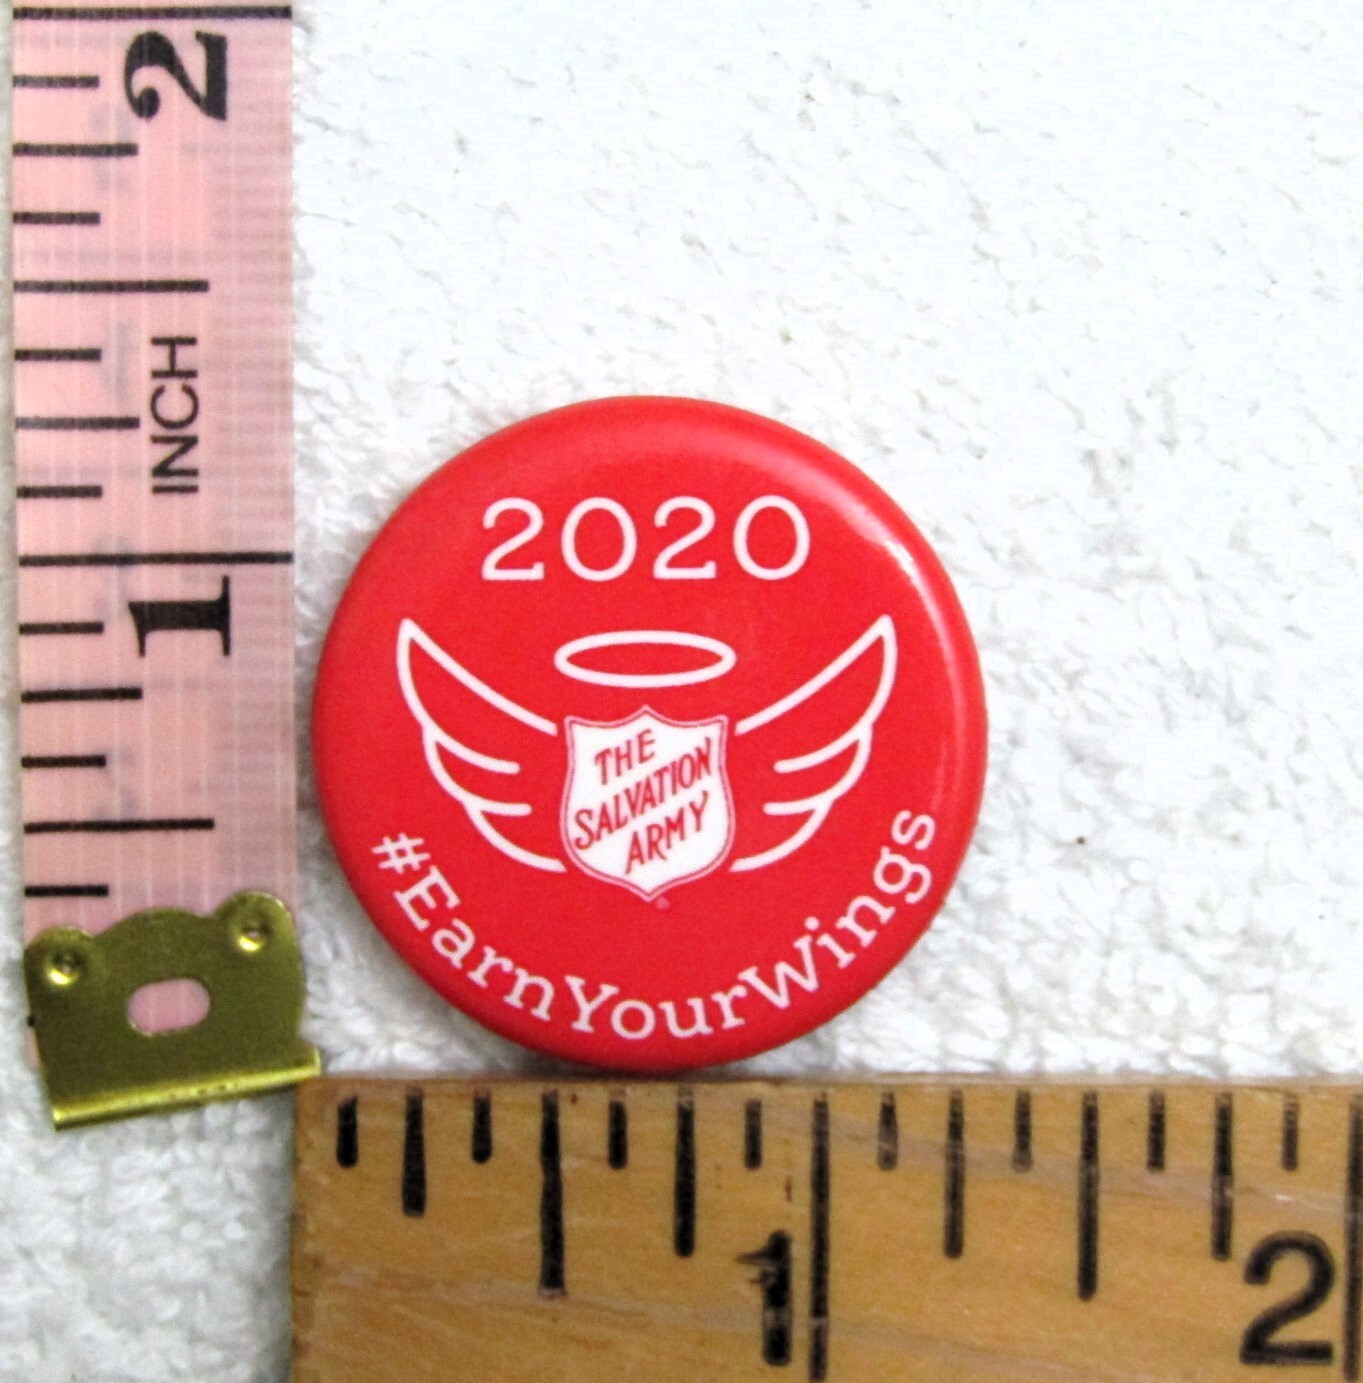 2
INCH
1
2020
THE
SALVATION
ARMY
#EarnYourWings
1
2